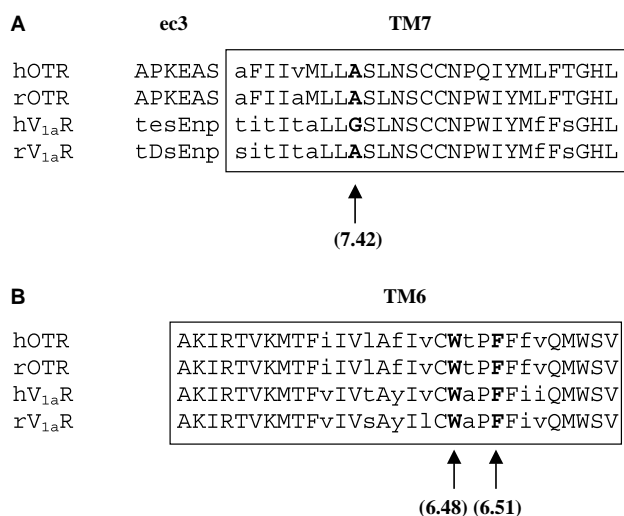 A ec3 TM7
hOTR APKEAS aFIIvMLLASLNSCCNPQIYMLFTGHL
rOTR APKEAS aFIIaMLLASLNSCCNPWIYMLFTGHL
hV1aR tesEnp titItaLLGSLNSCCNPWIYMfFsGHL
rV1aR tDsEnp sitItaLLASLNSCCNPWIYMfFsGHL
(7.42)
B TM6
hOTR AKIRTVKMTFiIVlAfIvCWtPFFfvQMWSV
rOTR AKIRTVKMTFiIVlAfIvCWtPFFfvQMWSV
hV1aR AKIRTVKMTFvIVtAyIvCWaPFFiiQMWSV
rV1aR AKIRTVKMTFvIVsAyIlCWaPFFivQMWSV
(6.48) (6.51)